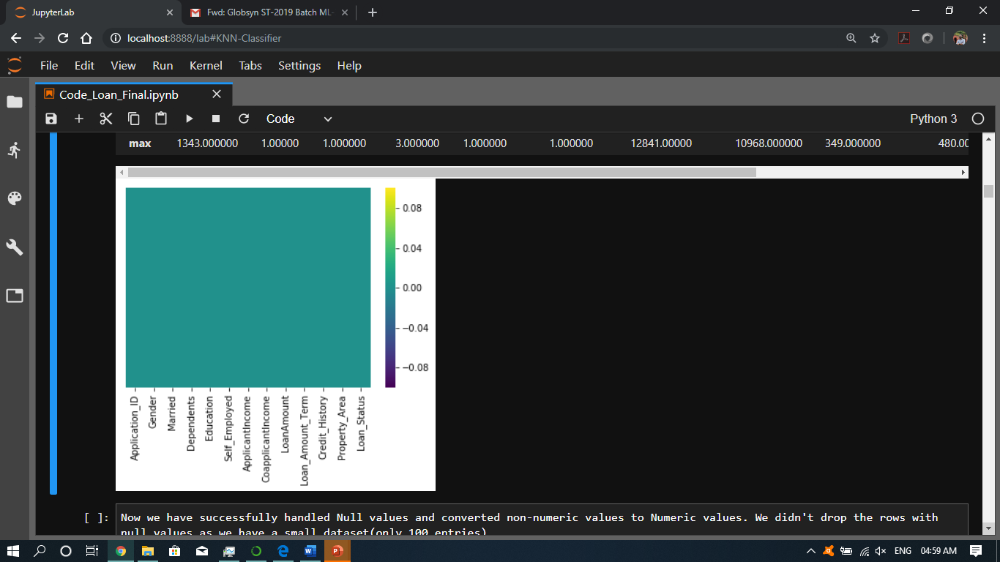 JupyterLab
Fwd: Globsyn ST-2019 Batch ML-
localhost:8888/lab#KNN-Classifier
File Edit View Run Kernel Tabs Settings Help
Code_Loan_Final.ipynb
Code Python 3
max 1343.000000 1.00000 1.000000 3.000000 1.000000 1.000000 12841.00000 10968.000000 349.000000 480.00
0.08
0.04
0.00
−0.04
−0.08
Application_ID
Gender
Married
Dependents
Education
Self_Employed
ApplicantIncome
CoapplicantIncome
LoanAmount
Loan_Amount_Term
Credit_History
Property_Area
Loan_Status
[ ]: Now we have successfully handled Null values and converted non-numeric values to Numeric values. We didn't drop the rows with
null values as we have a small dataset(only 100 entries)
ENG 04:59 AM